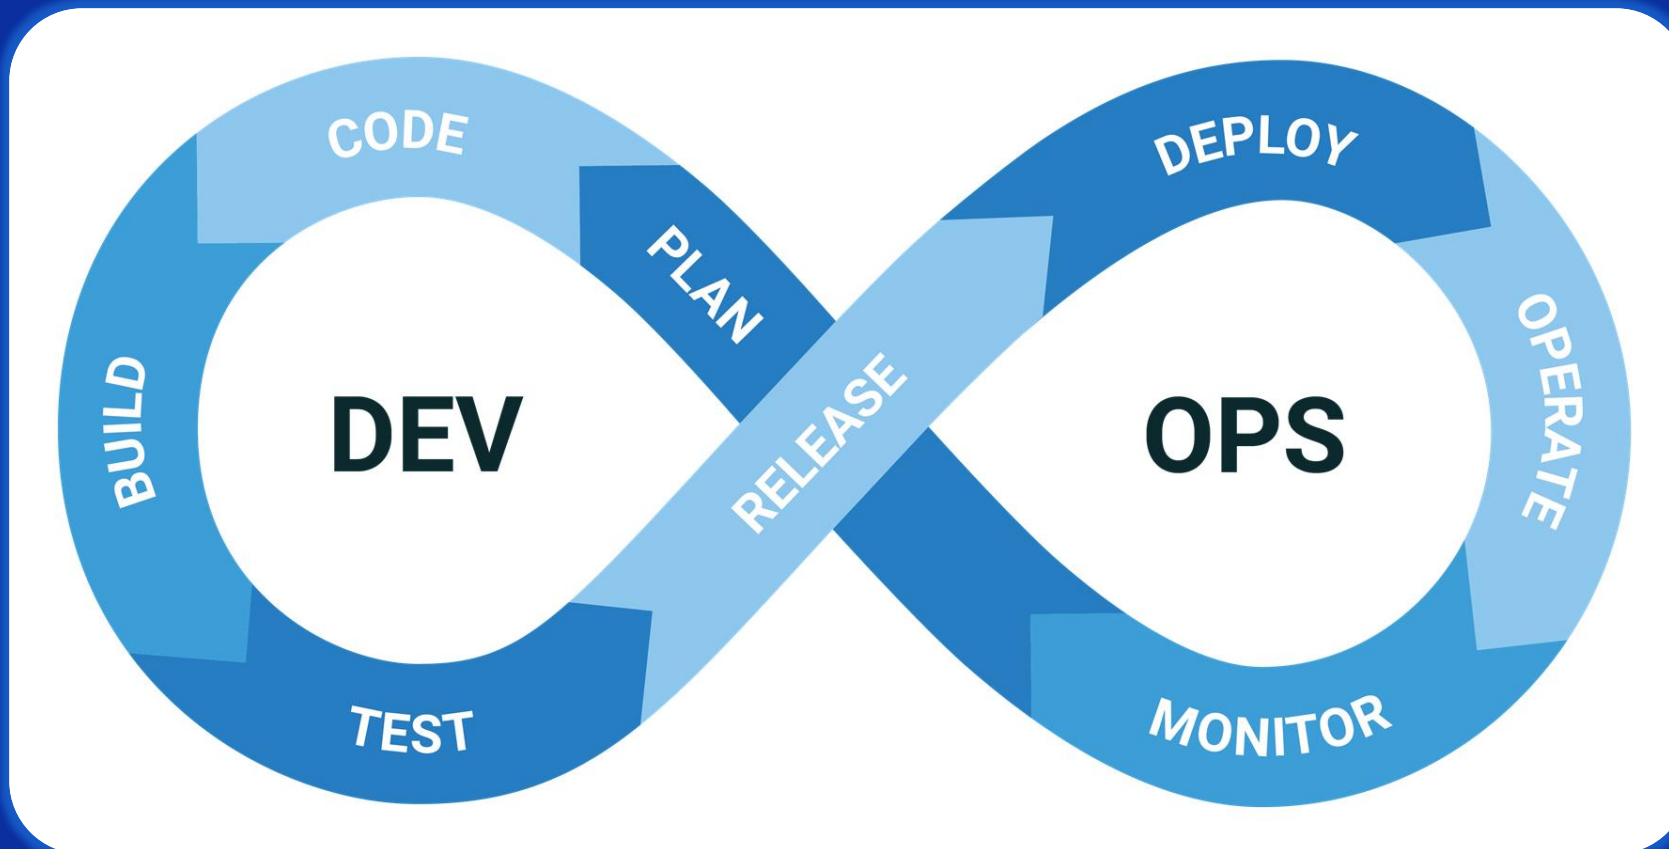 CODE
PLAN
BUILD
TEST
DEV
RELEASE
DEPLOY
OPERATE
MONITOR
OPS